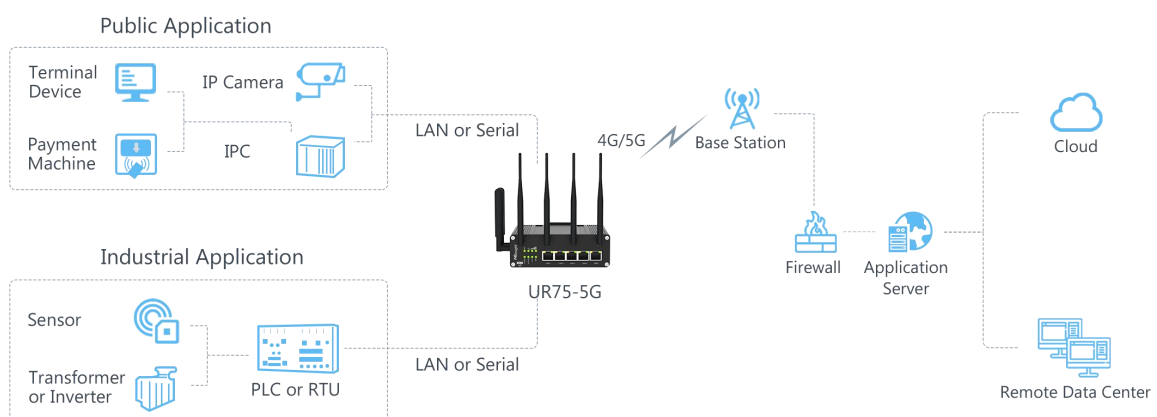 Public Application
Terminal
Device
IP Camera
Payment
Machine
IPC
LAN or Serial
4G/5G
Base Station
Cloud
UR75-5G
Firewall
Application
Server
Industrial Application
Sensor
Transformer
or Inverter
PLC or RTU
LAN or Serial
Remote Data Center